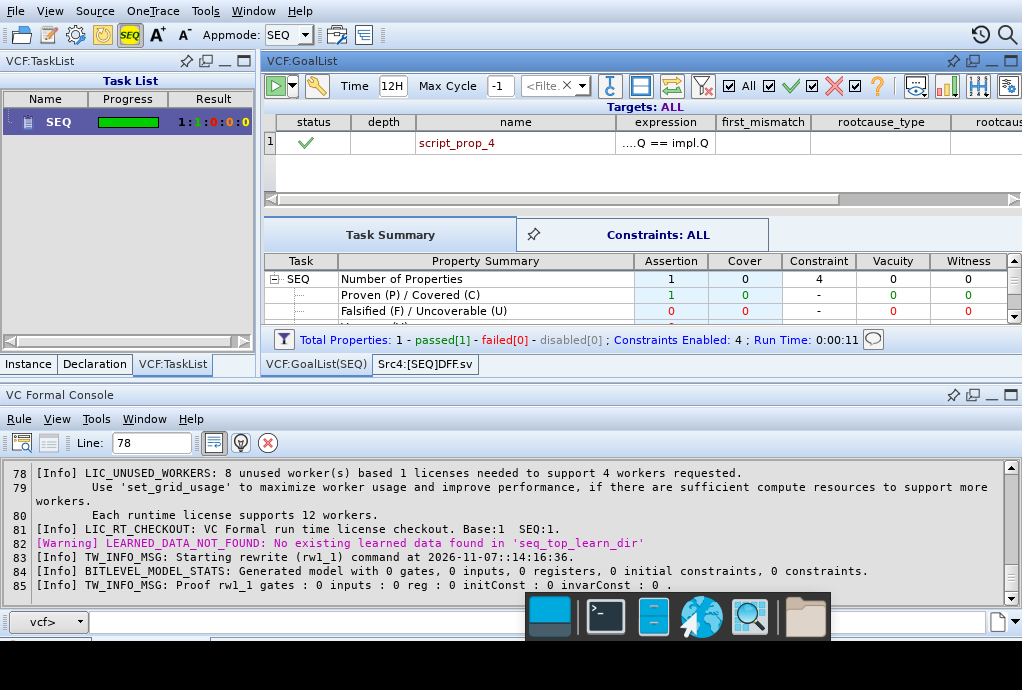 File View Source OneTrace Tools Window Help
SEQ A+ A- Appmode: SEQ
VCF:TaskList
Task List
Name Progress Result
SEQ 1:1:0:0:0
Instance Declaration VCF:TaskList
VCF:GoalList
Time 12H Max Cycle -1 <Filte. All
Targets: ALL
status depth name expression first_mismatch rootcause_type
1 script_prop_4 ....Q == impl.Q
Task Summary Constraints: ALL
Task Property Summary Assertion Cover Constraint Vacuity Witness
SEQ Number of Properties 1 0 4 0 0
Proven (P) / Covered (C) 1 0 - 0 0
Falsified (F) / Uncoverable (U) 0 0 - 0 0
Total Properties: 1 - passed[1] - failed[0] - disabled[0] ; Constraints Enabled: 4 ; Run Time: 0:00:11
VCF:GoalList(SEQ) Src4:[SEQ]DFF.sv
VC Formal Console
Rule View Tools Window Help
Line: 78
78 [Info] LIC_UNUSED_WORKERS: 8 unused worker(s) based 1 licenses needed to support 4 workers requested.
79 Use 'set_grid_usage' to maximize worker usage and improve performance, if there are sufficient compute resources to support more
workers.
80 Each runtime license supports 12 workers.
81 [Info] LIC_RT_CHECKOUT: VC Formal run time license checkout. Base:1 SEQ:1.
82 [Warning] LEARNED_DATA_NOT_FOUND: No existing learned data found in 'seq_top_learn_dir'
83 [Info] TW_INFO_MSG: Starting rewrite (rw1_1) command at 2026-11-07::14:16:36.
84 [Info] BITLEVEL_MODEL_STATS: Generated model with 0 gates, 0 inputs, 0 registers, 0 initial constraints, 0 constraints.
85 [Info] TW_INFO_MSG: Proof rw1_1 gates : 0 inputs : 0 reg : 0 initConst : 0 invarConst : 0 .
vcf>